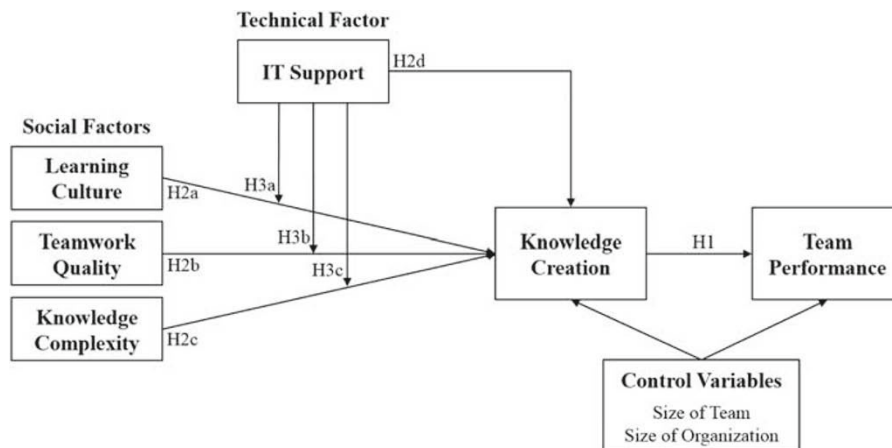 Technical Factor
IT Support
H2d
Social Factors
Learning
Culture
H2a
H3a
Teamwork
Quality
H2b
H3b
Knowledge
Complexity
H2c
H3c
Knowledge
Creation
H1
Team
Performance
Control Variables
Size of Team
Size of Organization